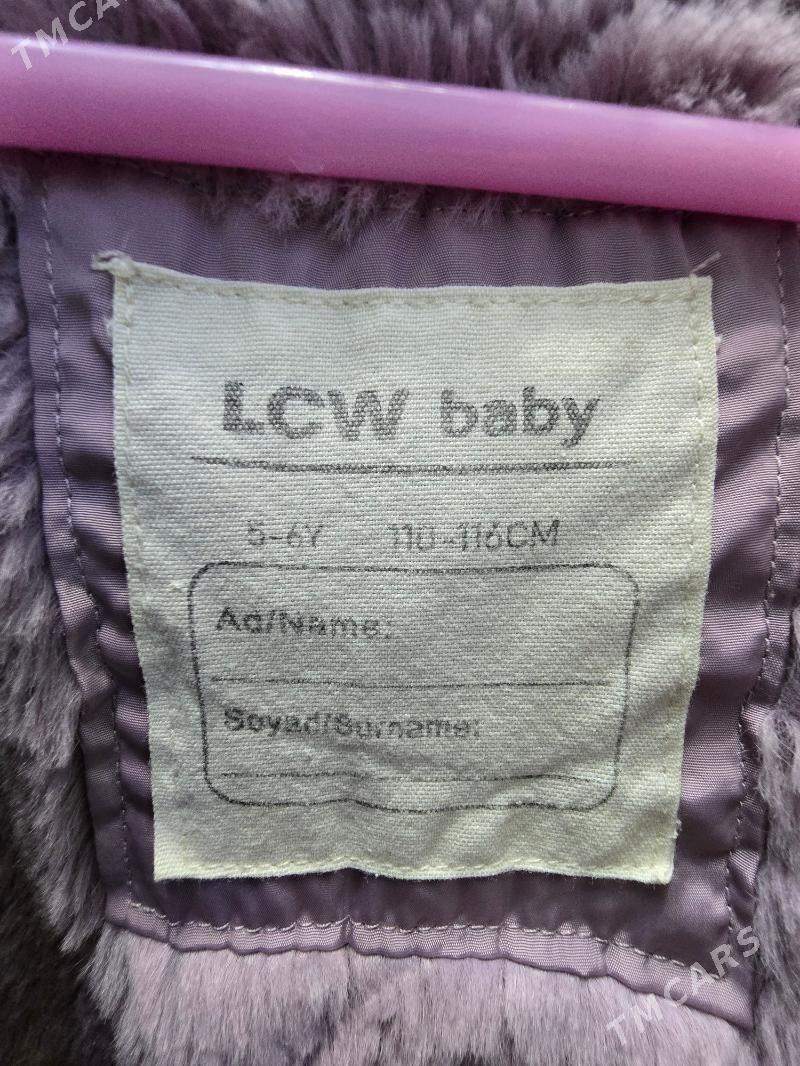 TMCARS
LCW baby
5-6Y 110-116CM
Ad/Name:
Soyad/Surname:
TMCARS